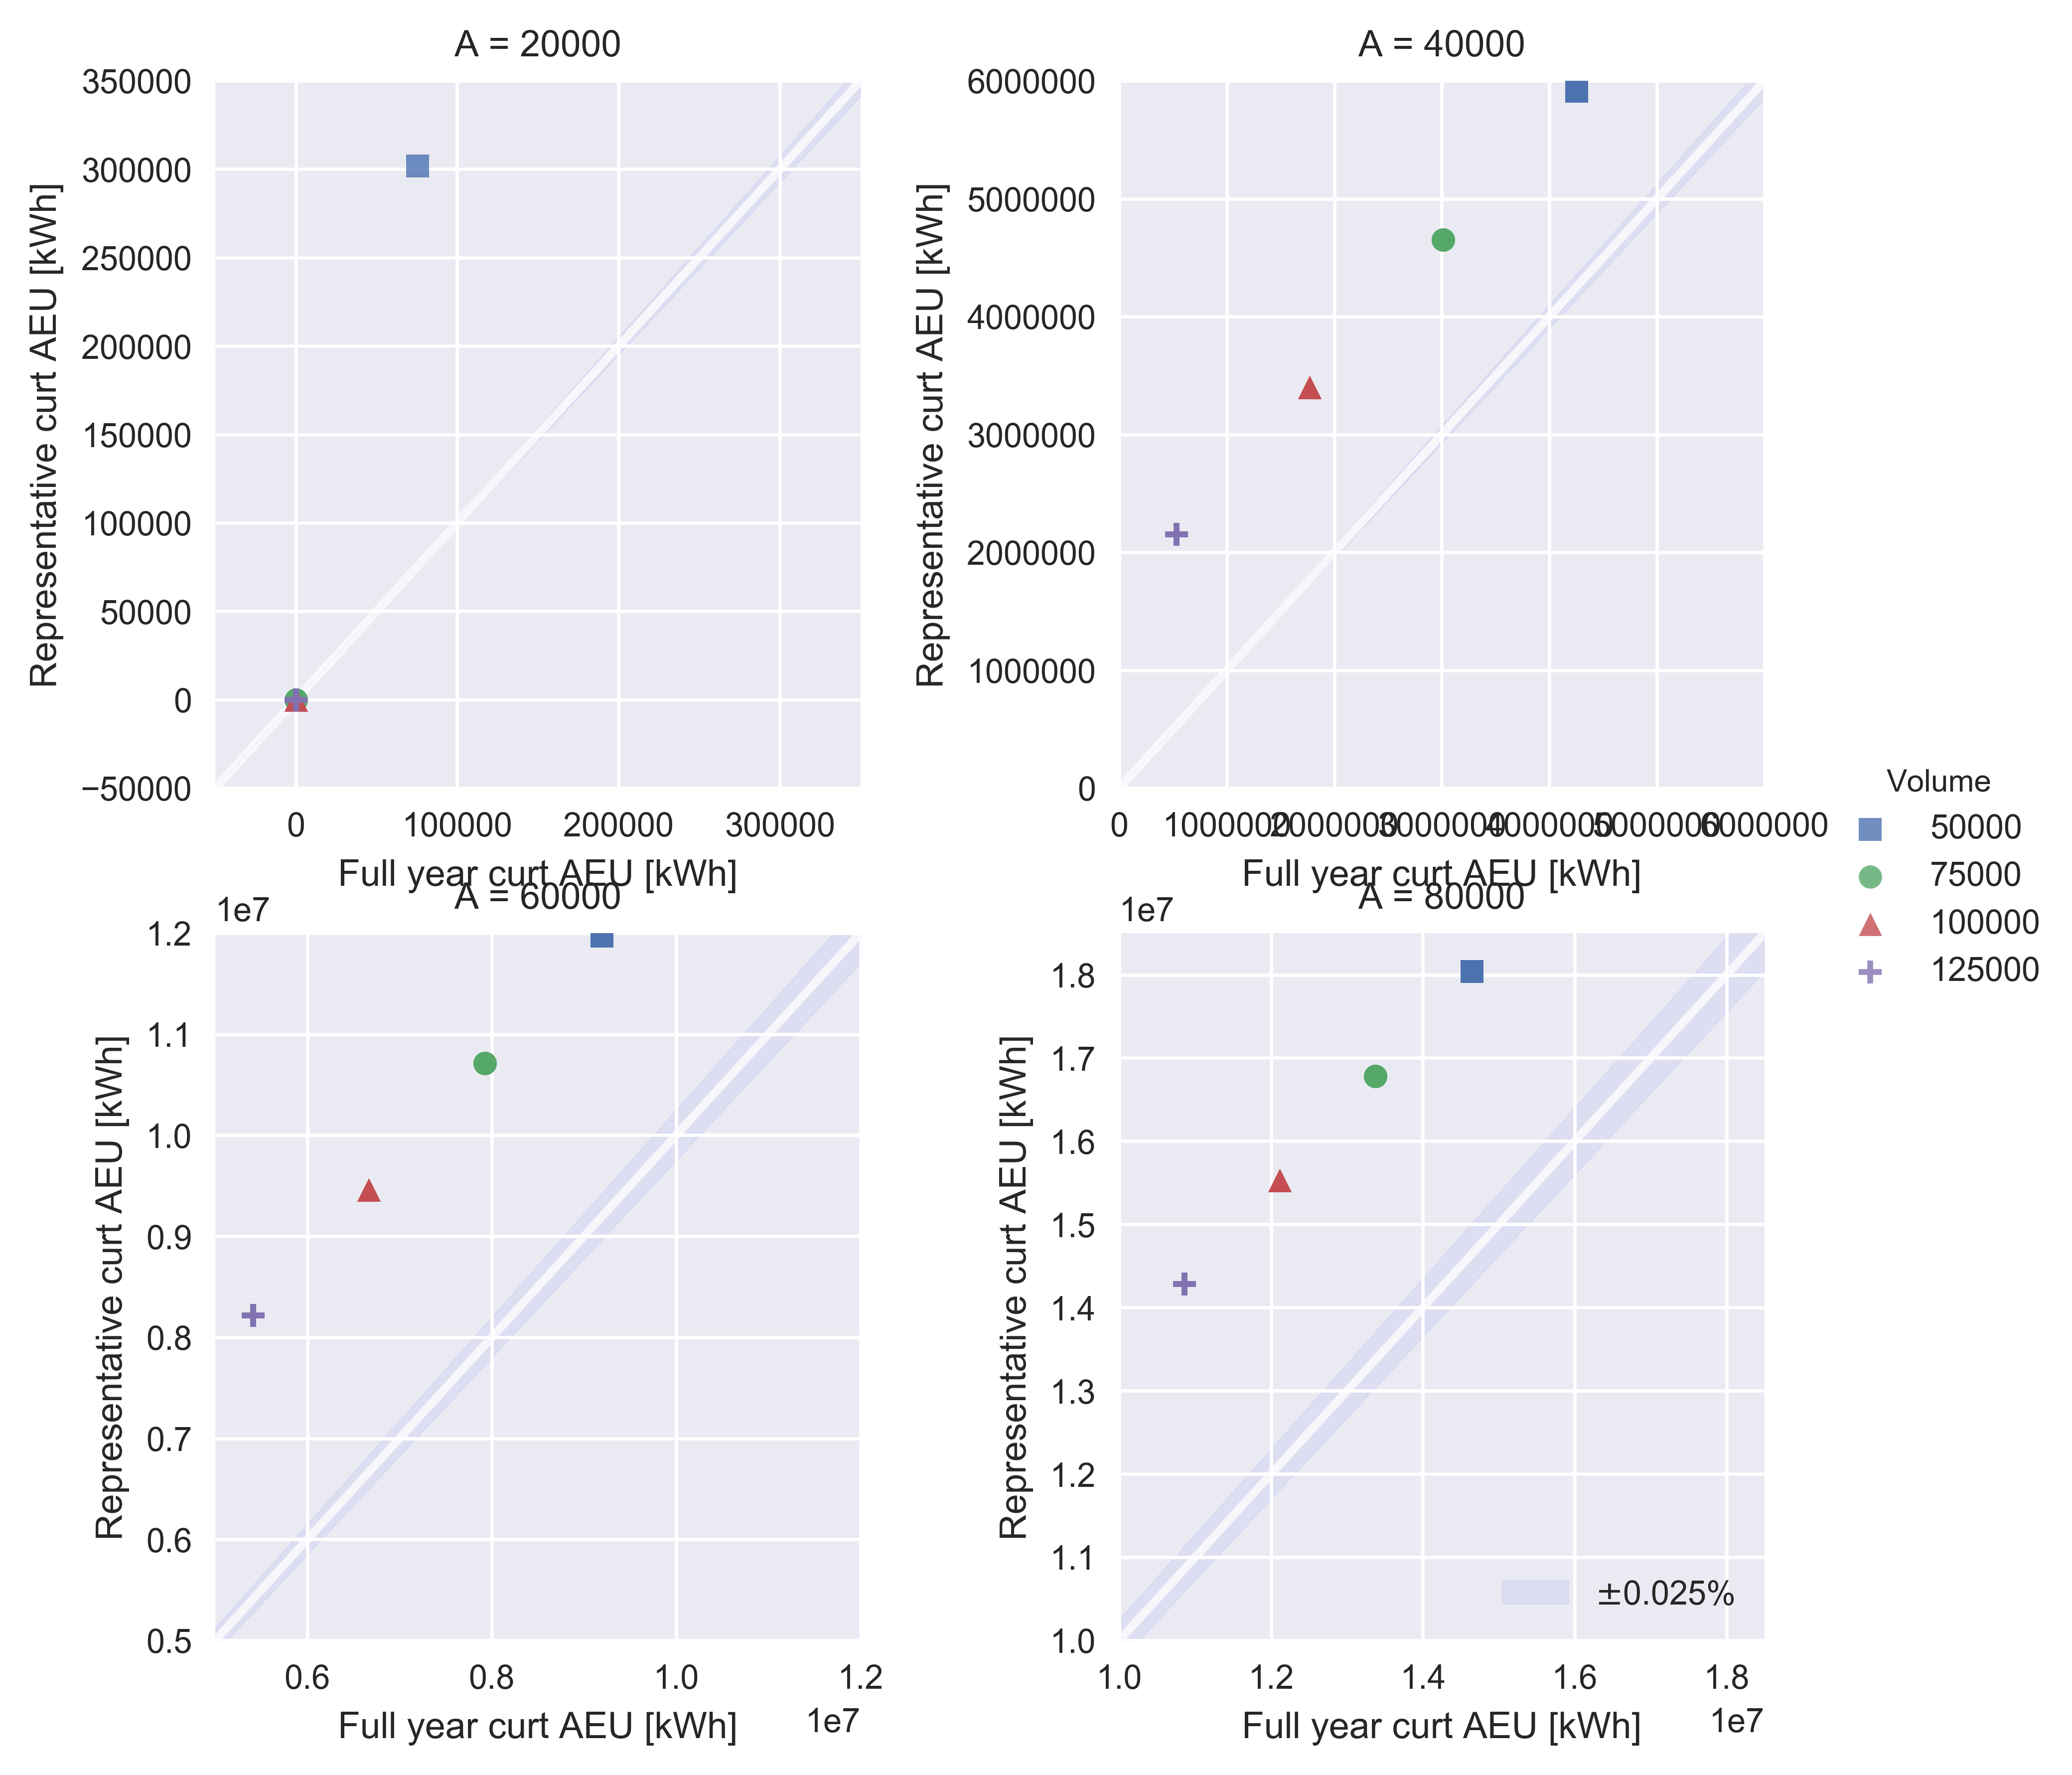 A = 20000
350000
300000
250000
200000
150000
100000
50000
0
−50000
Representative curt AEU [kWh]
0 100000 200000 300000
Full year curt AEU [kWh]
A = 40000
6000000
5000000
4000000
3000000
2000000
1000000
0
Representative curt AEU [kWh]
0 1000000 2000000 3000000 4000000 5000000 6000000
Full year curt AEU [kWh]
Volume
50000
75000
100000
125000
A = 60000
1e7
1.2
1.1
1.0
0.9
0.8
0.7
0.6
0.5
Representative curt AEU [kWh]
0.6 0.8 1.0 1.2
1e7
Full year curt AEU [kWh]
A = 80000
1e7
1.8
1.7
1.6
1.5
1.4
1.3
1.2
1.1
1.0
Representative curt AEU [kWh]
±0.025%
1.0 1.2 1.4 1.6 1.8
1e7
Full year curt AEU [kWh]